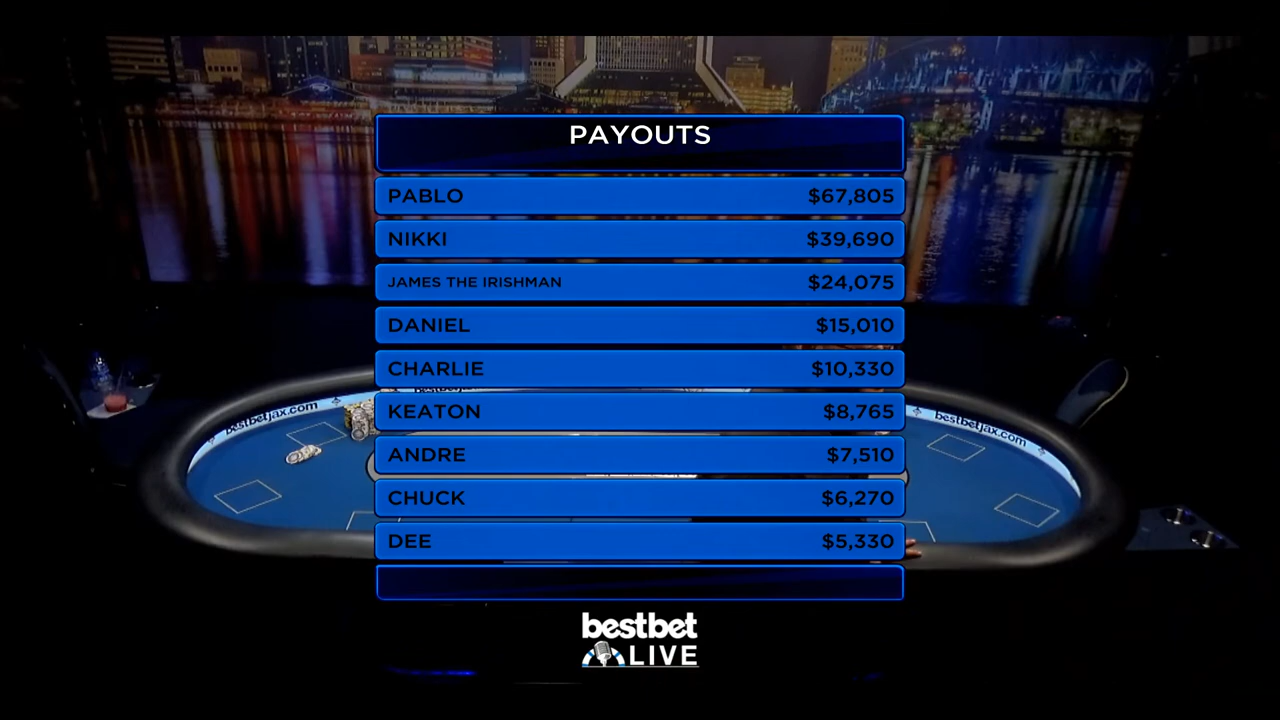 PAYOUTS
PABLO $67,805
NIKKI $39,690
JAMES THE IRISHMAN $24,075
DANIEL $15,010
CHARLIE $10,330
bestbet
KEATON $8,765
bestbetjax.com
bestbetjax.com
ANDRE $7,510
CHUCK $6,270
DEE $5,330
bestbet
LIVE